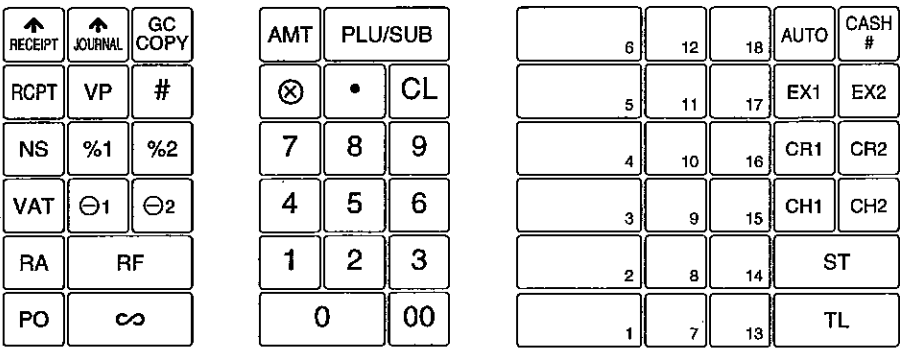 RECEIPT JOURNAL GC COPY AMT PLU/SUB 6 12 18 AUTO CASH #
RCPT VP # ⊗ • CL 5 11 17 EX1 EX2
NS %1 %2 7 8 9 4 10 16 CR1 CR2
VAT ⊖1 ⊖2 4 5 6 3 9 15 CH1 CH2
RA RF 1 2 3 2 8 14 ST
PO ∞ 0 00 1 7 13 TL